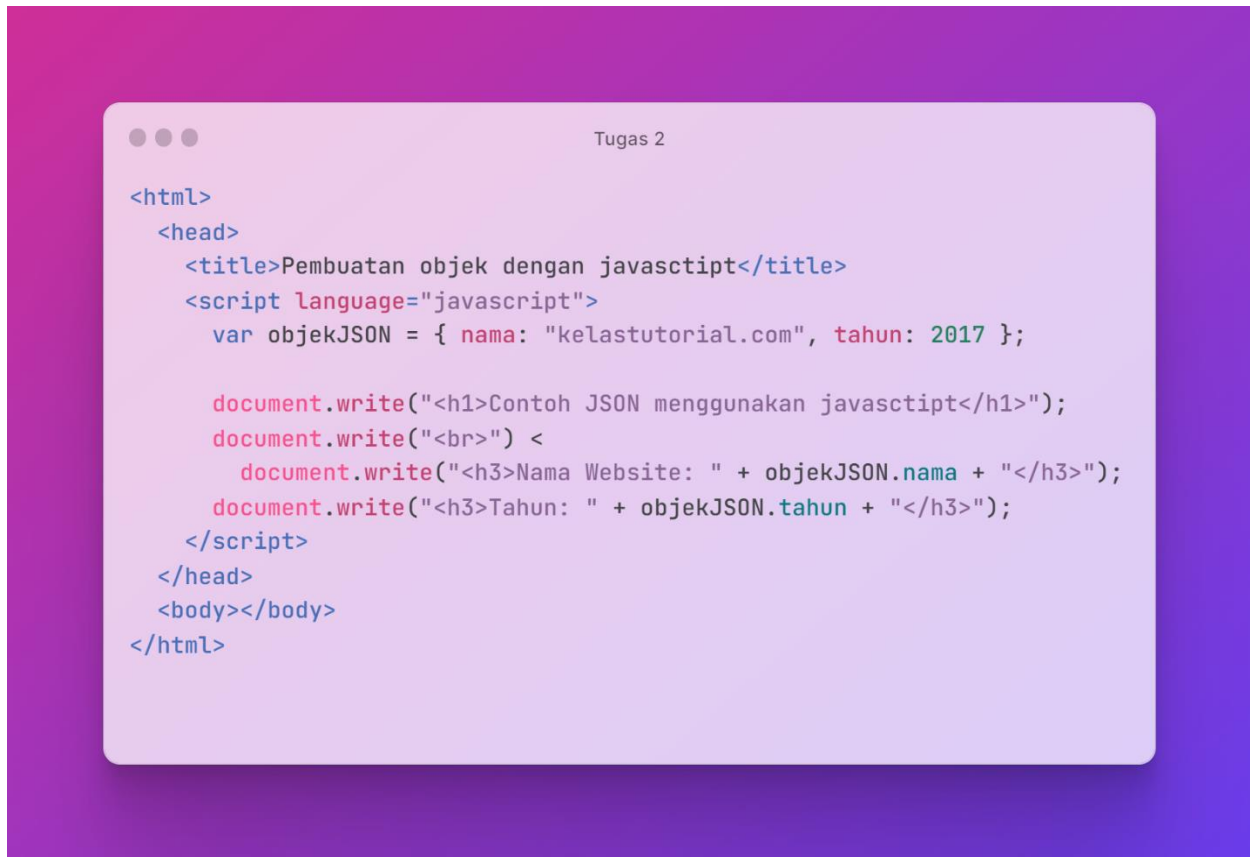 Tugas 2
<html>
<head>
<title>Pembuatan objek dengan javasctipt</title>
<script language="javascript">
var objekJSON = { nama: "kelastutorial.com", tahun: 2017 };
document.write("<h1>Contoh JSON menggunakan javasctipt</h1>");
document.write("<br>") <
document.write("<h3>Nama Website: " + objekJSON.nama + "</h3>");
document.write("<h3>Tahun: " + objekJSON.tahun + "</h3>");
</script>
</head>
<body></body>
</html>